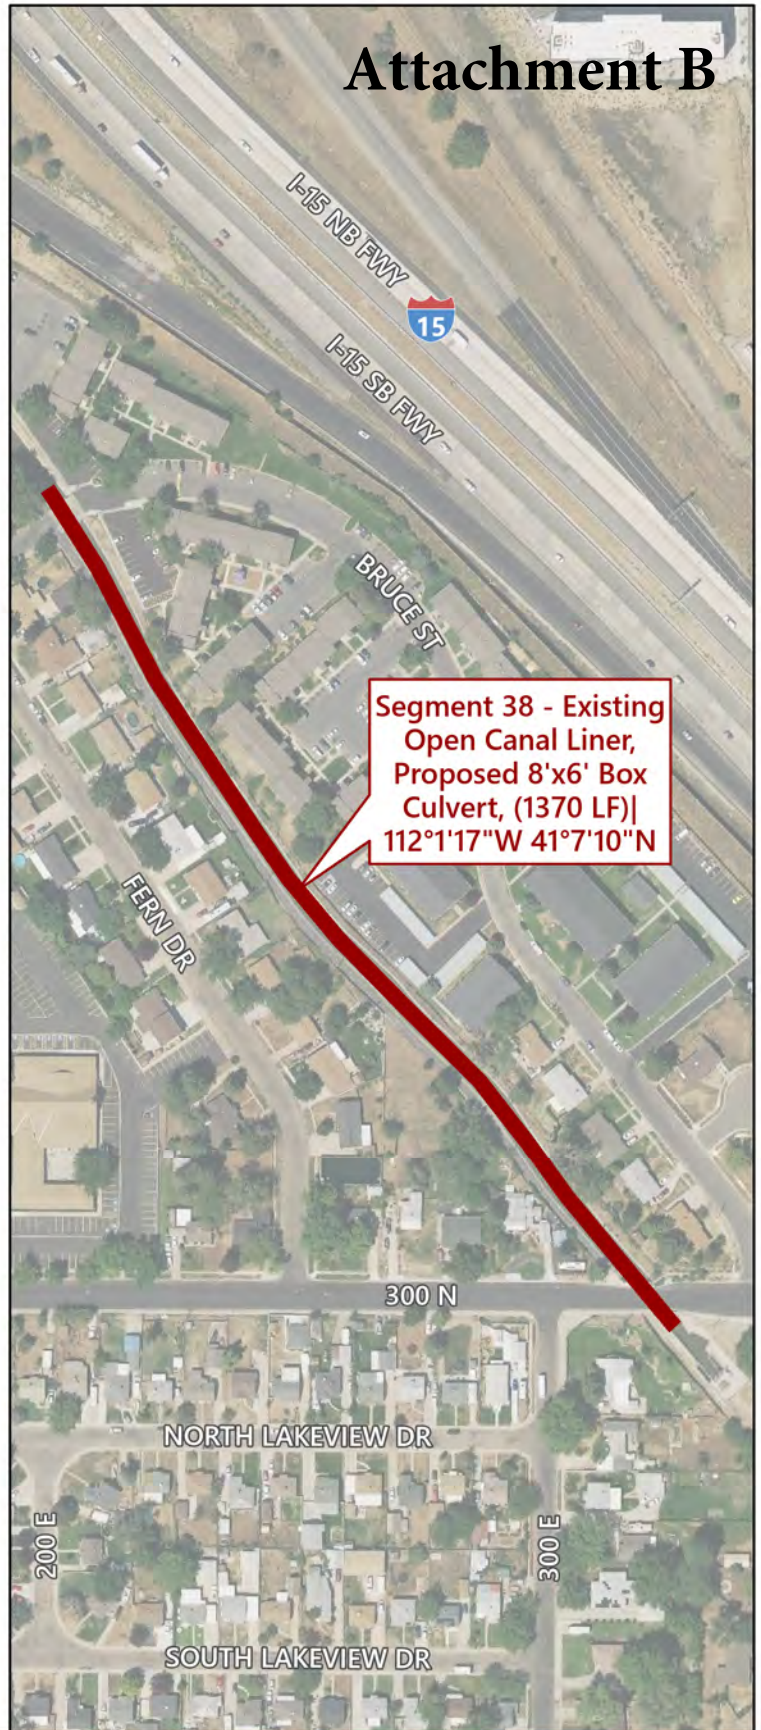 Attachment B
I-15 NB FWY
15
I-15 SB FWY
BRUCE ST
Segment 38 - Existing
Open Canal Liner,
Proposed 8'x6' Box
Culvert, (1370 LF)|
112°1'17"W 41°7'10"N
FERN DR
300 N
NORTH LAKEVIEW DR
200 E
300 E
SOUTH LAKEVIEW DR